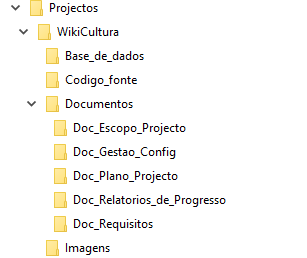 Projectos
WikiCultura
Base_de_dados
Codigo_fonte
Documentos
Doc_Escopo_Projecto
Doc_Gestao_Config
Doc_Plano_Projecto
Doc_Relatorios_de_Progresso
Doc_Requisitos
Imagens